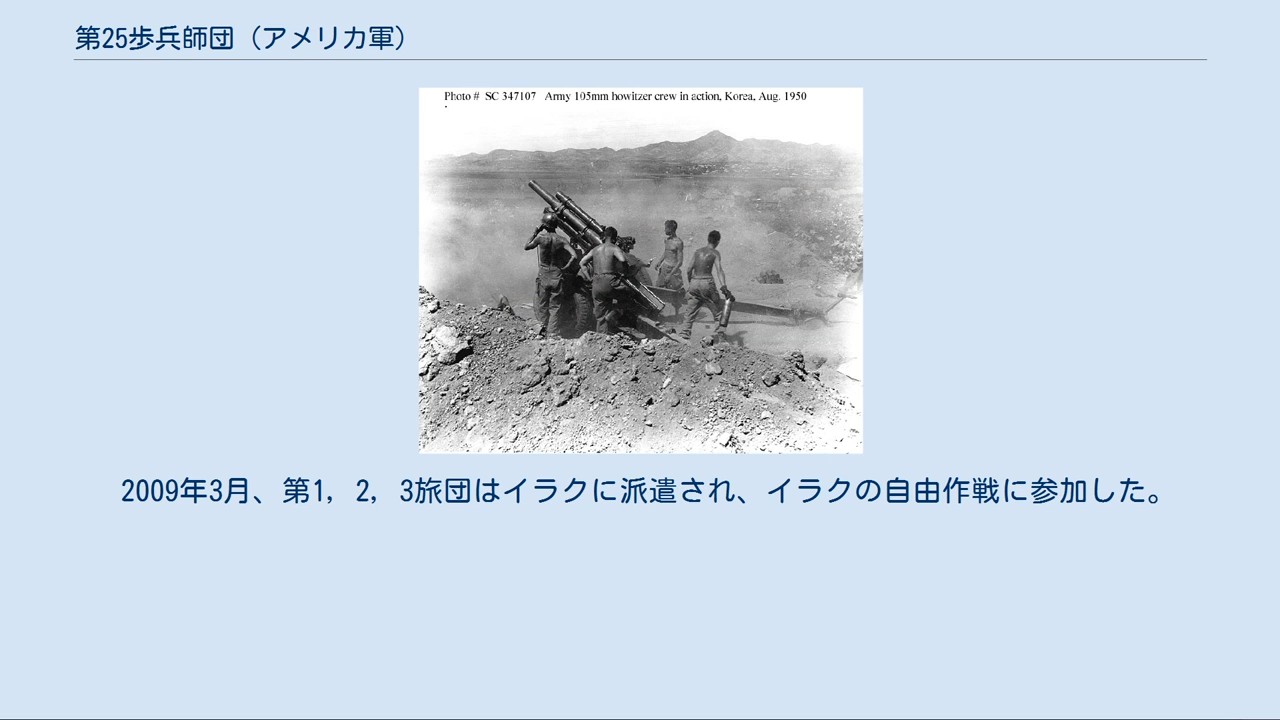 第25歩兵師団（アメリカ軍）
Photo # SC 347107 Army 105mm howitzer crew in action, Korea, Aug. 1950
2009年3月、第1，2，3旅団はイラクに派遣され、イラクの自由作戦に参加した。